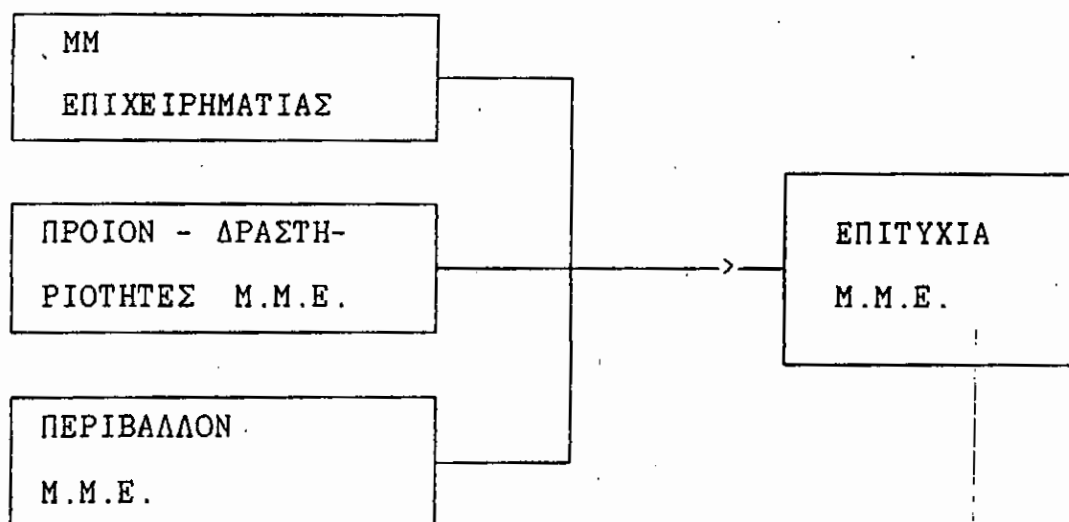 ΜΜ
ΕΠΙΧΕΙΡΗΜΑΤΙΑΣ
ΠΡΟΙΟΝ - ΔΡΑΣΤΗ-
ΡΙΟΤΗΤΕΣ Μ.Μ.Ε.
ΕΠΙΤΥΧΙΑ
Μ.Μ.Ε.
ΠΕΡΙΒΑΛΛΟΝ
Μ.Μ.Ε.